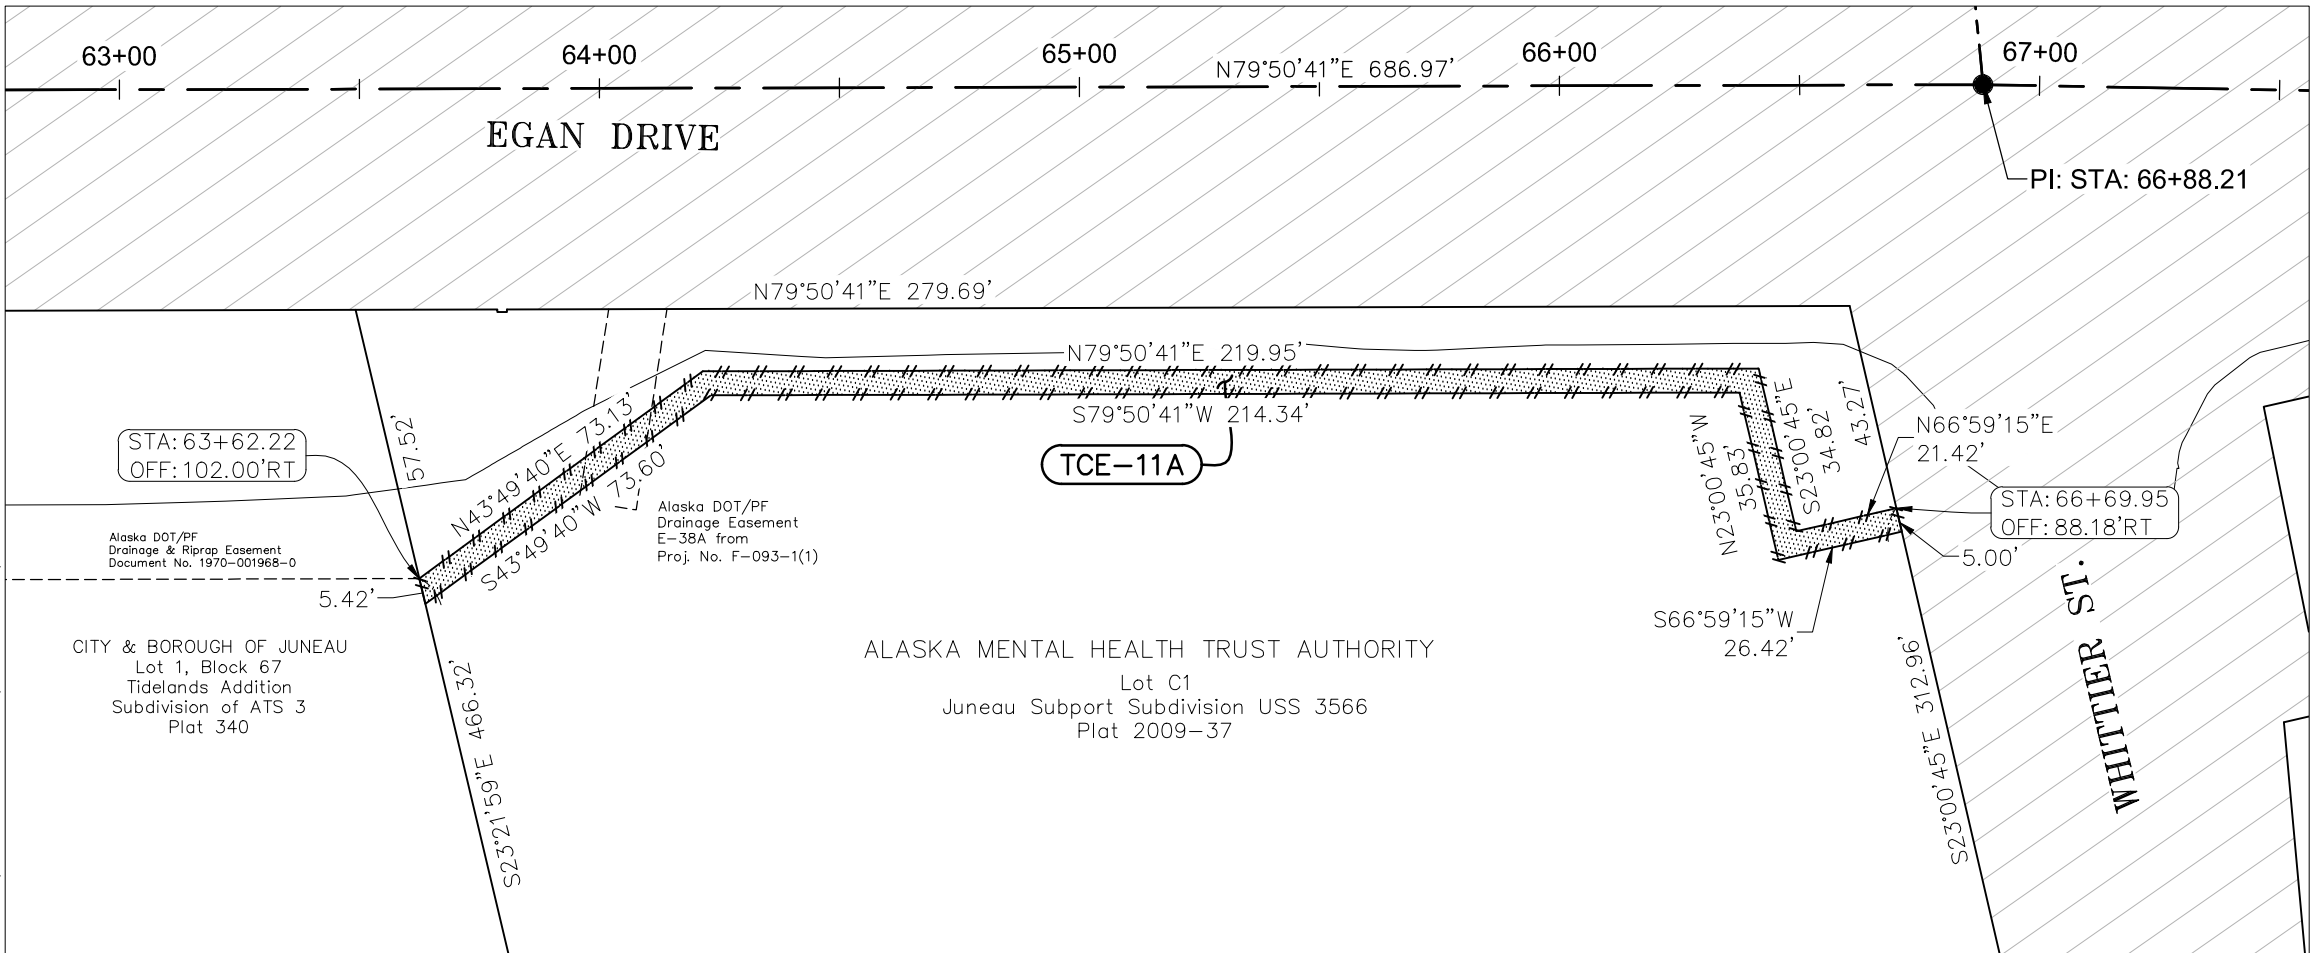 63+00
64+00
65+00
66+00
67+00
N79°50'41"E 686.97'
EGAN DRIVE
PI: STA: 66+88.21
N79°50'41"E 279.69'
N79°50'41"E 219.95'
S79°50'41"W 214.34'
TCE-11A
57.52'
STA: 63+62.22
OFF: 102.00'RT
N43°49'40"E 73.13'
S43°49'40"W 73.60'
Alaska DOT/PF
Drainage Easement
E-38A from
Proj. No. F-093-1(1)
Alaska DOT/PF
Drainage & Riprap Easement
Document No. 1970-001968-0
5.42'
N23°00'45"W
35.83'
S23°00'45"E
34.82'
43.27'
N66°59'15"E
21.42'
STA: 66+69.95
OFF: 88.18'RT
5.00'
S66°59'15"W
26.42'
CITY & BOROUGH OF JUNEAU
Lot 1, Block 67
Tidelands Addition
Subdivision of ATS 3
Plat 340
S23°21'59"E 466.32'
ALASKA MENTAL HEALTH TRUST AUTHORITY
Lot C1
Juneau Subport Subdivision USS 3566
Plat 2009-37
S23°00'45"E 312.96'
WHITTIER ST.